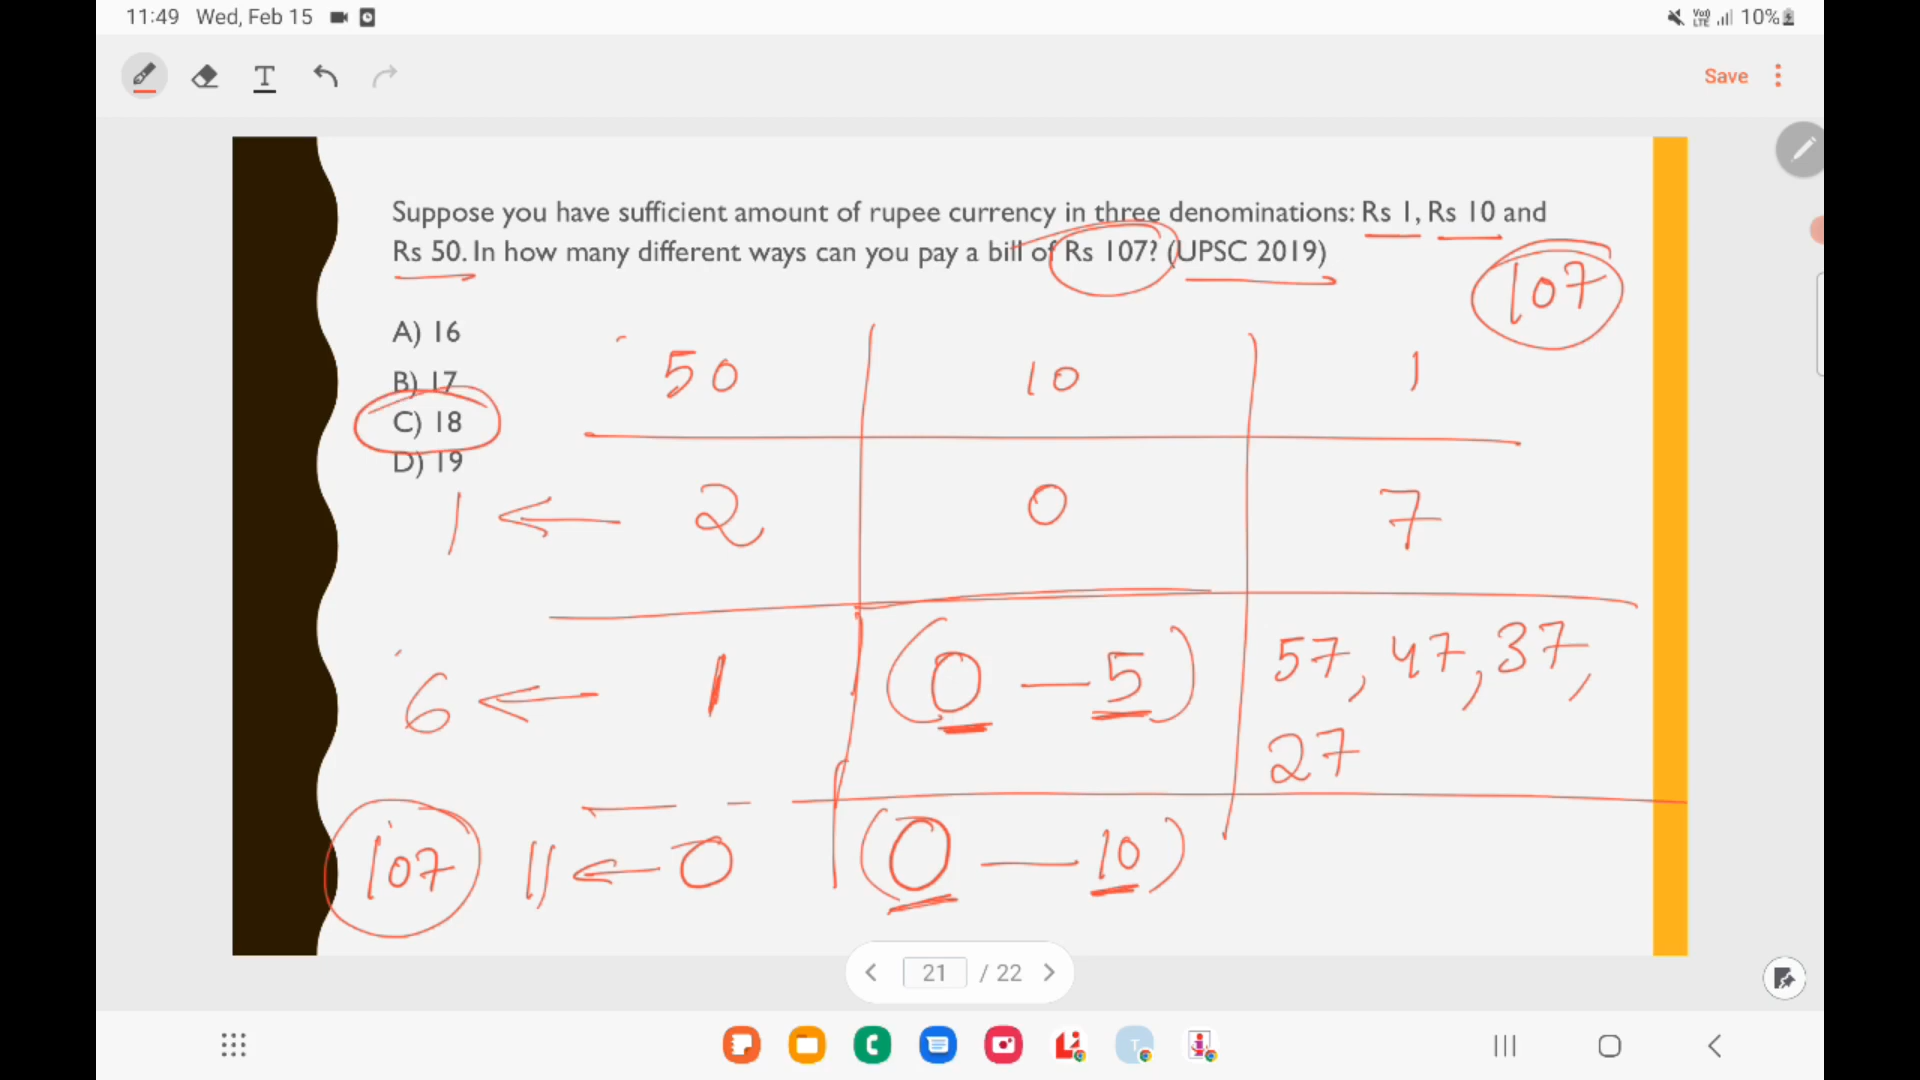 11:49 Wed, Feb 15
Vo)) LTE 10%
T Save
Suppose you have sufficient amount of rupee currency in three denominations: Rs 1, Rs 10 and
Rs 50. In how many different ways can you pay a bill of Rs 107? (UPSC 2019)
107
A) 16
B) 17
C) 18
D) 19
50 10 1
1 ← 2 0 7
6 ← 1 (0 — 5) 57, 47, 37,
27
107 11 ← 0 (0 — 10)
21 / 22
T